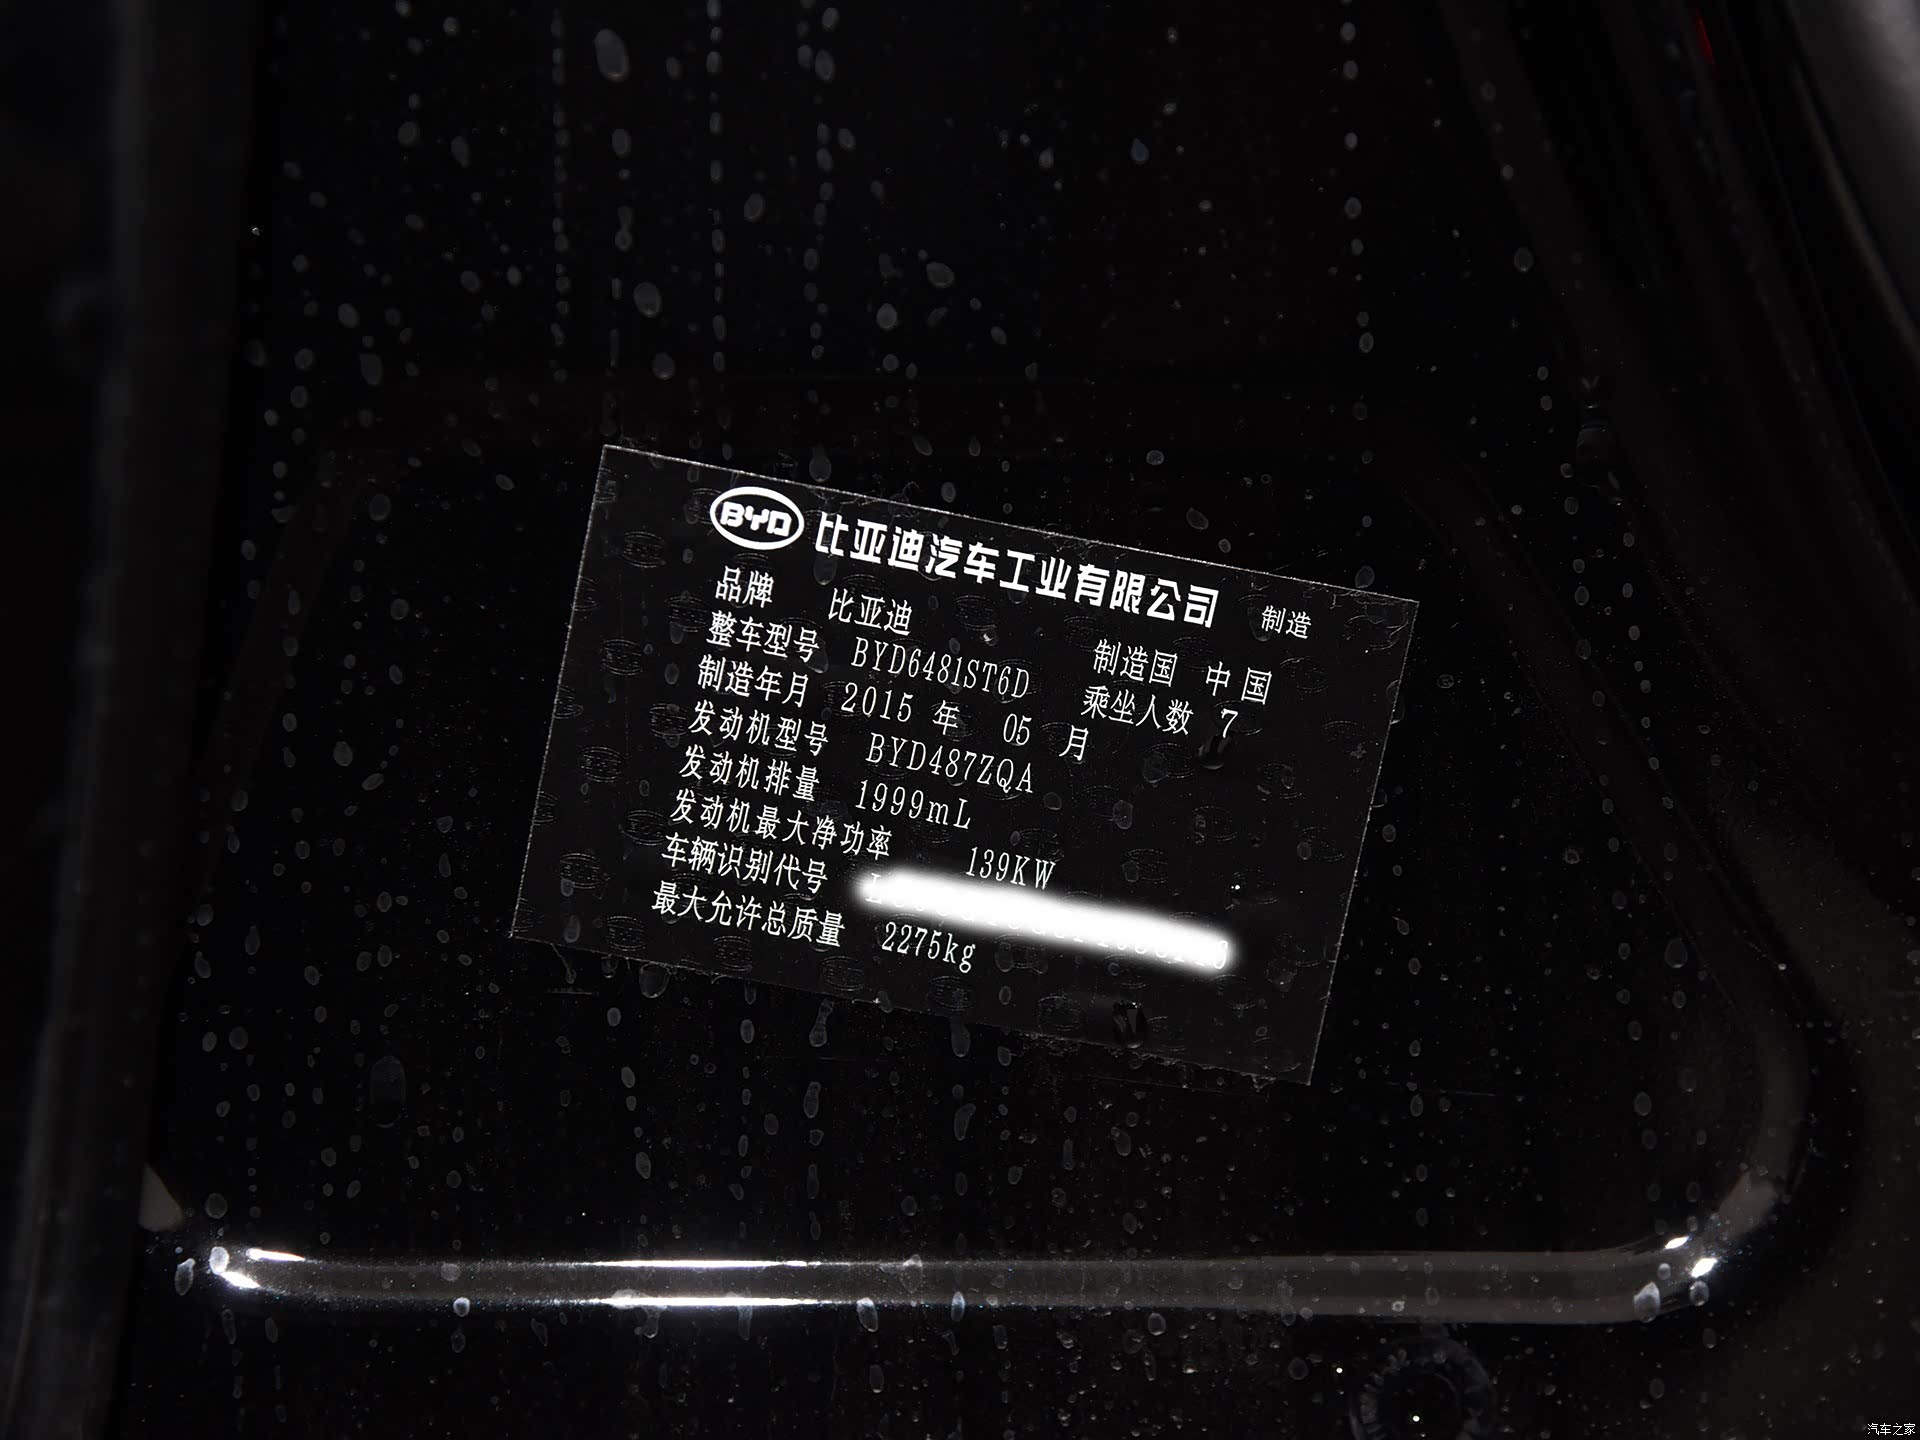 BYD 比亚迪汽车工业有限公司 制造
品牌 比亚迪 制造国 中国
整车型号 BYD6481ST6D 乘坐人数 7
制造年月 2015 年 05 月
发动机型号 BYD487ZQA
发动机排量 1999mL
发动机最大净功率 139KW
车辆识别代号
最大允许总质量 2275kg
汽车之家